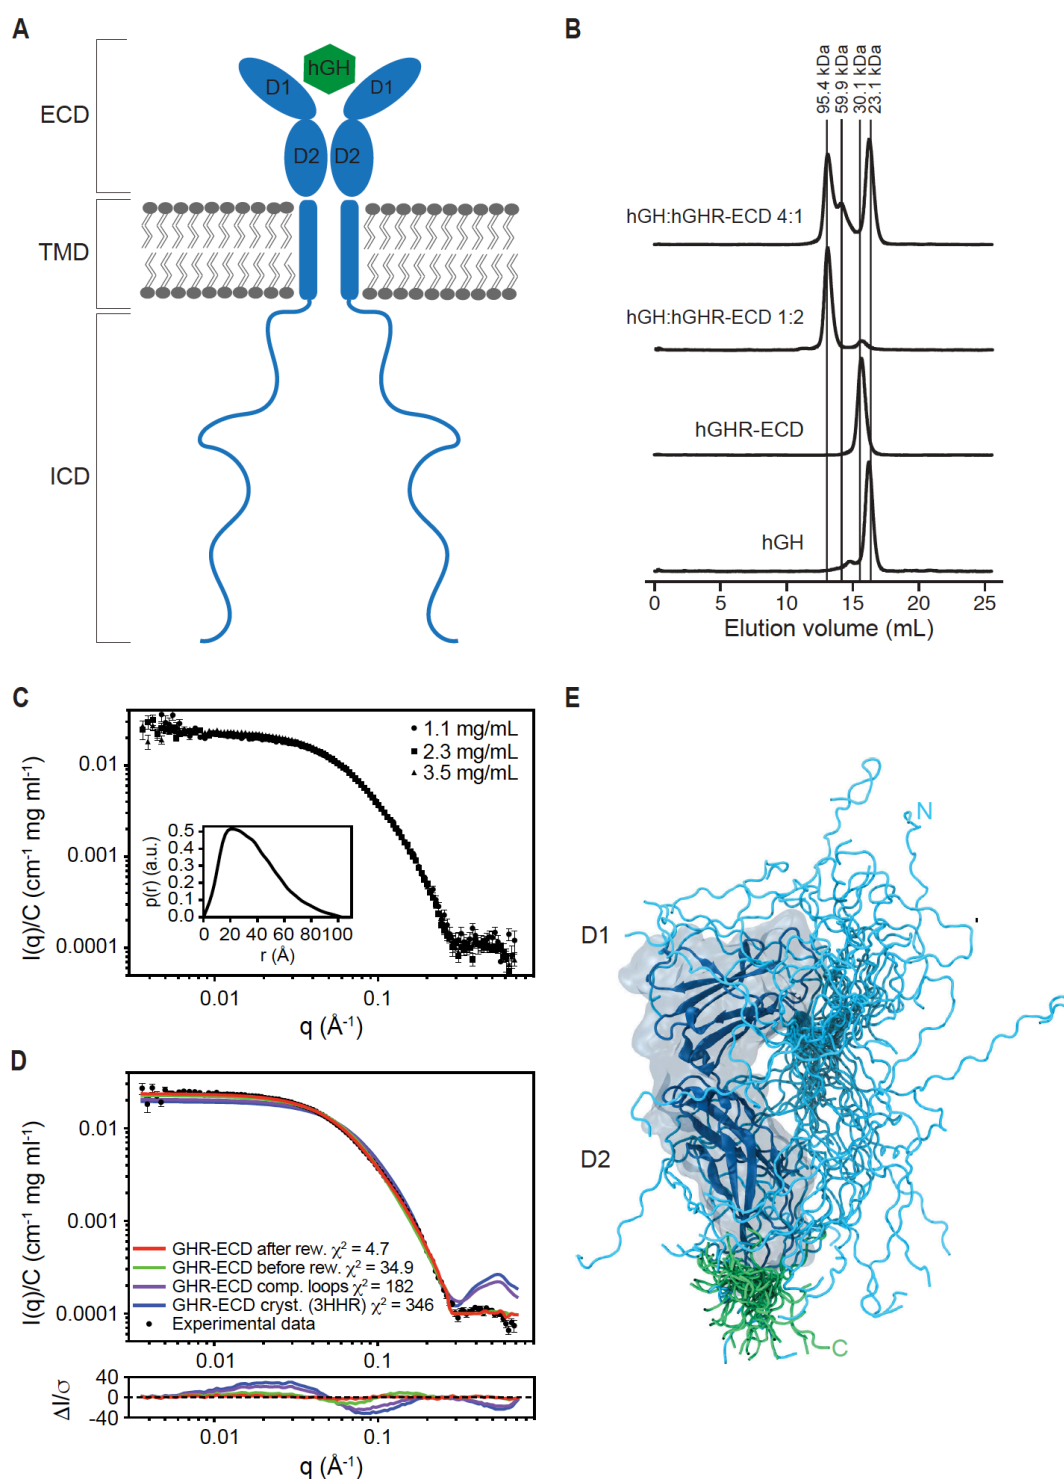 A
hGH
D1
D1
ECD
D2
D2
TMD
ICD
B
95.4 kDa
59.9 kDa
30.1 kDa
23.1 kDa
hGH:hGHR-ECD 4:1
hGH:hGHR-ECD 1:2
hGHR-ECD
hGH
0 5 10 15 20 25
Elution volume (mL)
C
1.1 mg/mL
2.3 mg/mL
3.5 mg/mL
0.01
0.001
0.0001
I(q)/C (cm⁻¹ mg ml⁻¹)
0.5
0.4
0.3
0.2
0.1
0.0
p(r) (a.u.)
0 20 40 60 80 100
r (Å)
0.01 0.1
q (Å⁻¹)
D
0.01
0.001
0.0001
I(q)/C (cm⁻¹ mg ml⁻¹)
GHR-ECD after rew. χ² = 4.7
GHR-ECD before rew. χ² = 34.9
GHR-ECD comp. loops χ² = 182
GHR-ECD cryst. (3HHR) χ² = 346
Experimental data
0.01 0.1
40
0
-40
ΔI/σ
0.01 0.1
q (Å⁻¹)
E
N
D1
D2
C